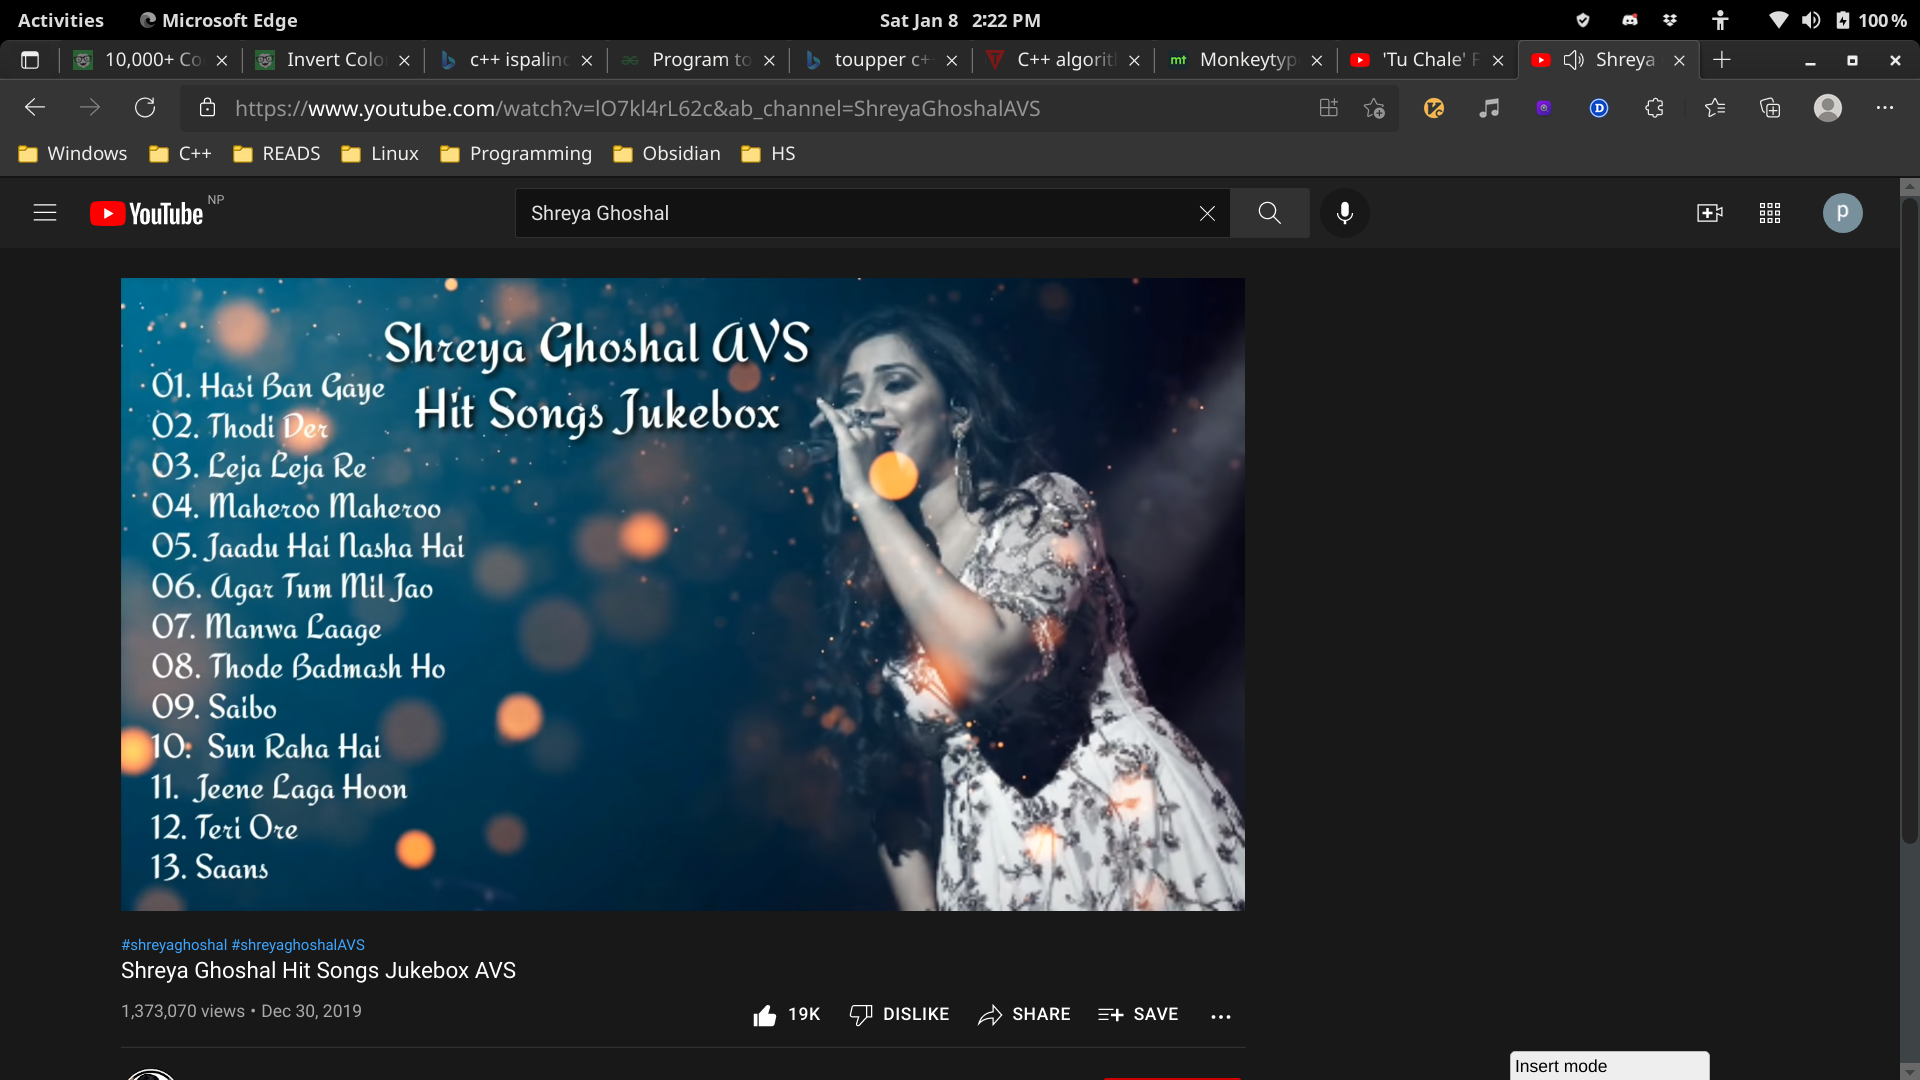 Activities Microsoft Edge Sat Jan 8 2:22 PM 100 %
10,000+ Co Invert Colo c++ ispalind Program to toupper c+ C++ algorit mt Monkeytyp 'Tu Chale' F Shreya
https://www.youtube.com/watch?v=lO7kl4rL62c&ab_channel=ShreyaGhoshalAVS
Windows C++ READS Linux Programming Obsidian HS
YouTube NP Shreya Ghoshal p
Shreya Ghoshal AVS
Hit Songs Jukebox
01. Hasi Ban Gaye
02. Thodi Der
03. Leja Leja Re
04. Maheroo Maheroo
05. Jaadu Hai Nasha Hai
06. Agar Tum Mil Jao
07. Manwa Laage
08. Thode Badmash Ho
09. Saibo
10. Sun Raha Hai
11. Jeene Laga Hoon
12. Teri Ore
13. Saans
#shreyaghoshal #shreyaghoshalAVS
Shreya Ghoshal Hit Songs Jukebox AVS
1,373,070 views • Dec 30, 2019 19K DISLIKE SHARE SAVE
Insert mode